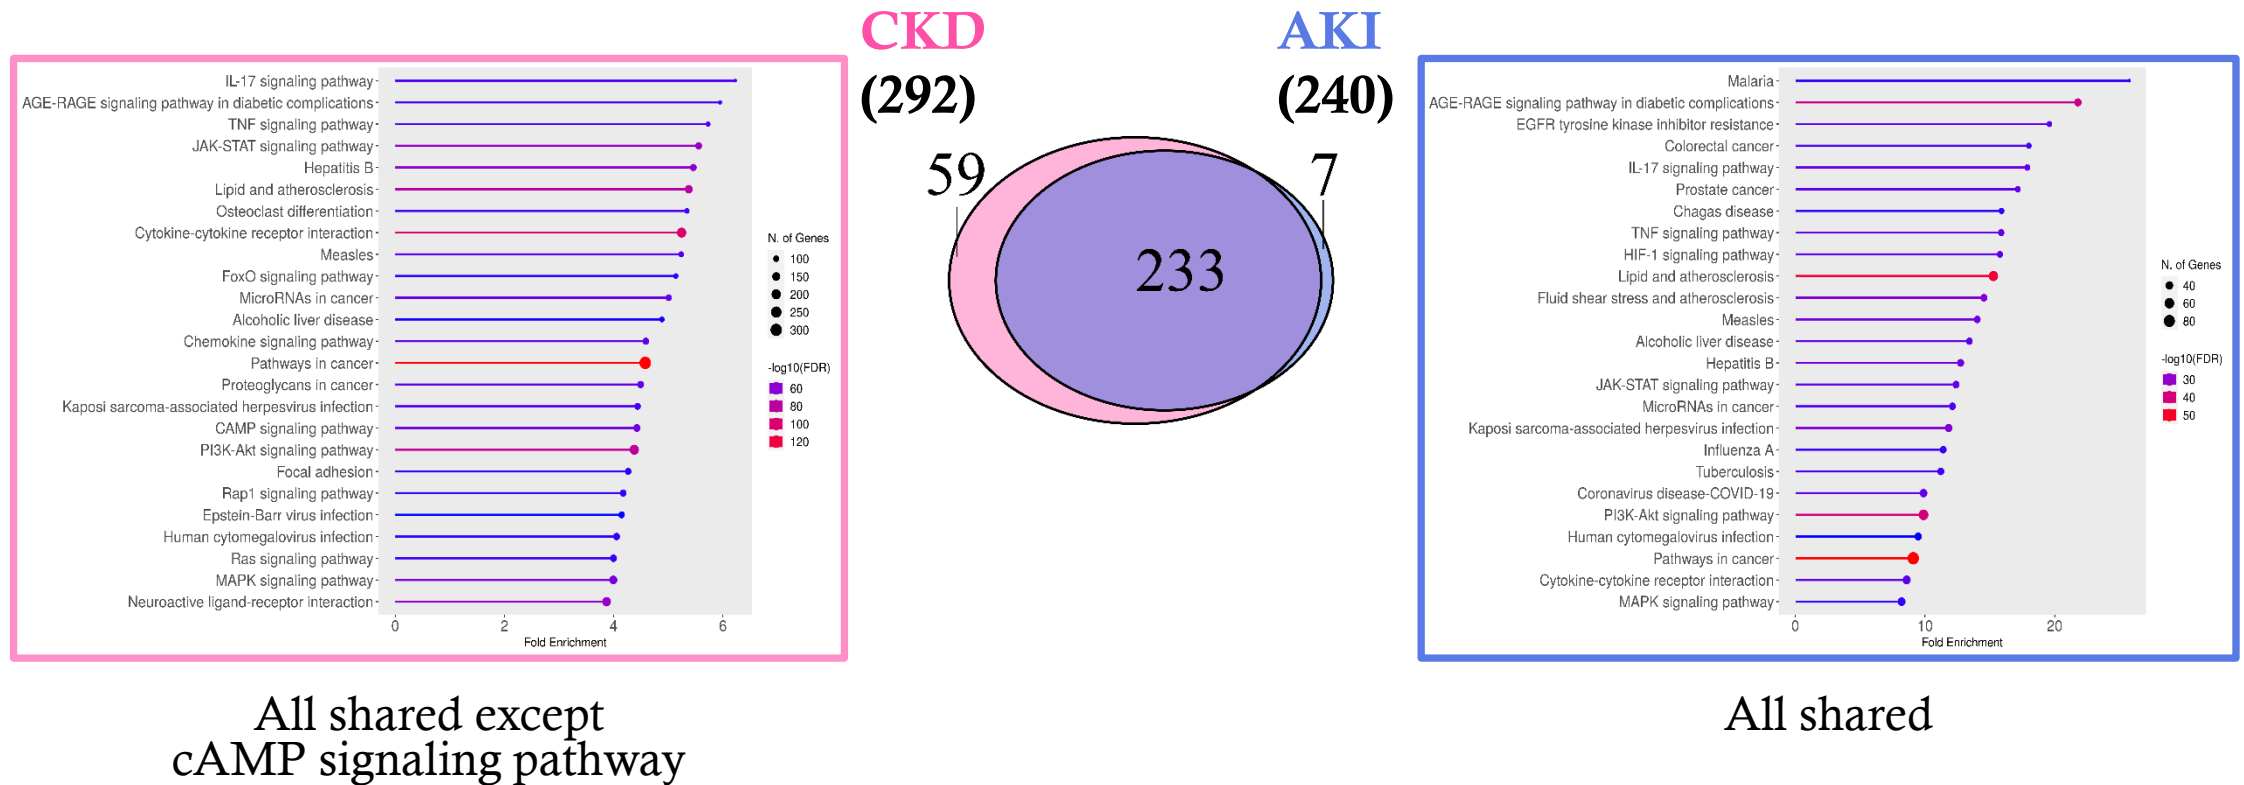 CKD
(292)
AKI
(240)
59
7
233
IL-17 signaling pathway
AGE-RAGE signaling pathway in diabetic complications
TNF signaling pathway
JAK-STAT signaling pathway
Hepatitis B
Lipid and atherosclerosis
Osteoclast differentiation
Cytokine-cytokine receptor interaction
Measles
FoxO signaling pathway
MicroRNAs in cancer
Alcoholic liver disease
Chemokine signaling pathway
Pathways in cancer
Proteoglycans in cancer
Kaposi sarcoma-associated herpesvirus infection
CAMP signaling pathway
PI3K-Akt signaling pathway
Focal adhesion
Rap1 signaling pathway
Epstein-Barr virus infection
Human cytomegalovirus infection
Ras signaling pathway
MAPK signaling pathway
Neuroactive ligand-receptor interaction
0 2 4 6
Fold Enrichment
N. of Genes
100
150
200
250
300
-log10(FDR)
60
80
100
120
Malaria
AGE-RAGE signaling pathway in diabetic complications
EGFR tyrosine kinase inhibitor resistance
Colorectal cancer
IL-17 signaling pathway
Prostate cancer
Chagas disease
TNF signaling pathway
HIF-1 signaling pathway
Lipid and atherosclerosis
Fluid shear stress and atherosclerosis
Measles
Alcoholic liver disease
Hepatitis B
JAK-STAT signaling pathway
MicroRNAs in cancer
Kaposi sarcoma-associated herpesvirus infection
Influenza A
Tuberculosis
Coronavirus disease-COVID-19
PI3K-Akt signaling pathway
Human cytomegalovirus infection
Pathways in cancer
Cytokine-cytokine receptor interaction
MAPK signaling pathway
0 10 20
Fold Enrichment
N. of Genes
40
60
80
-log10(FDR)
30
40
50
All shared except
cAMP signaling pathway
All shared